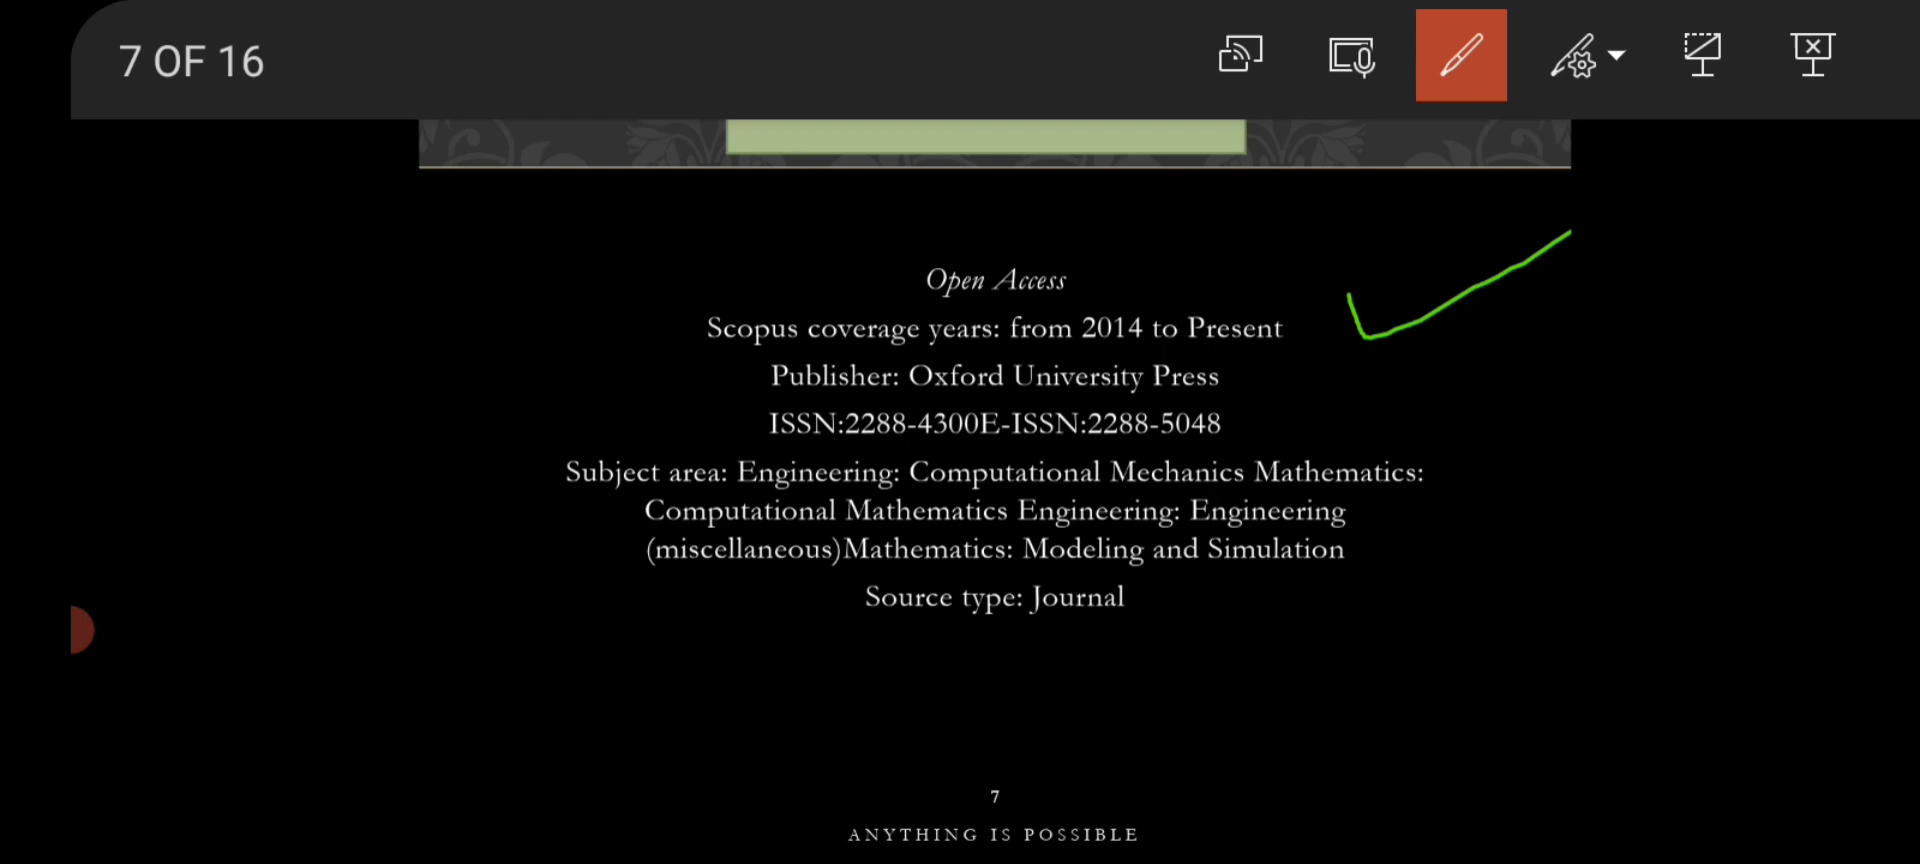 7 OF 16
Open Access
Scopus coverage years: from 2014 to Present
Publisher: Oxford University Press
ISSN:2288-4300E-ISSN:2288-5048
Subject area: Engineering: Computational Mechanics Mathematics:
Computational Mathematics Engineering: Engineering
(miscellaneous)Mathematics: Modeling and Simulation
Source type: Journal
7
ANYTHING IS POSSIBLE